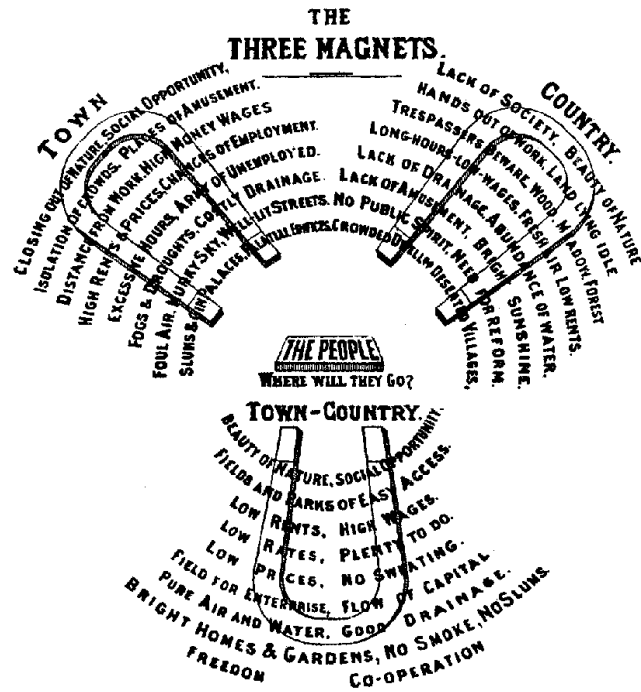 THE
THREE MAGNETS.
TOWN
CLOSING OUT OF NATURE. SOCIAL OPPORTUNITY.
ISOLATION OF CROWDS. PLACES OF AMUSEMENT.
DISTANCE FROM WORK. HIGH MONEY WAGES
HIGH RENTS & PRICES. CHANCES OF EMPLOYMENT.
EXCESSIVE HOURS. ARMY OF UNEMPLOYED.
FOGS & DROUGHTS. COSTLY DRAINAGE.
FOUL AIR. MURKY SKY. WELL-LIT STREETS.
SLUMS & GIN PALACES. PALATIAL EDIFICES.
COUNTRY.
LACK OF SOCIETY. BEAUTY OF NATURE
HANDS OUT OF WORK. LAND LYING IDLE
TRESPASSERS BEWARE. WOOD, MEADOW, FOREST
LONG-HOURS-LOW-WAGES. FRESH AIR LOW RENTS.
LACK OF DRAINAGE. ABUNDANCE OF WATER.
LACK OF AMUSEMENT. BRIGHT SUNSHINE.
NO PUBLIC SPIRIT. NEED FOR REFORM.
CROWDED DWELLINGS DESERTED VILLAGES,
THE PEOPLE
WHERE WILL THEY GO?
TOWN-COUNTRY.
BEAUTY OF NATURE, SOCIAL OPPORTUNITY.
FIELDS AND PARKS OF EASY ACCESS.
LOW RENTS, HIGH WAGES.
LOW RATES, PLENTY TO DO.
LOW PRICES, NO SWEATING.
FIELD FOR ENTERPRISE, FLOW OF CAPITAL
PURE AIR AND WATER, GOOD DRAINAGE.
BRIGHT HOMES & GARDENS, NO SMOKE, NO SLUMS.
FREEDOM CO-OPERATION